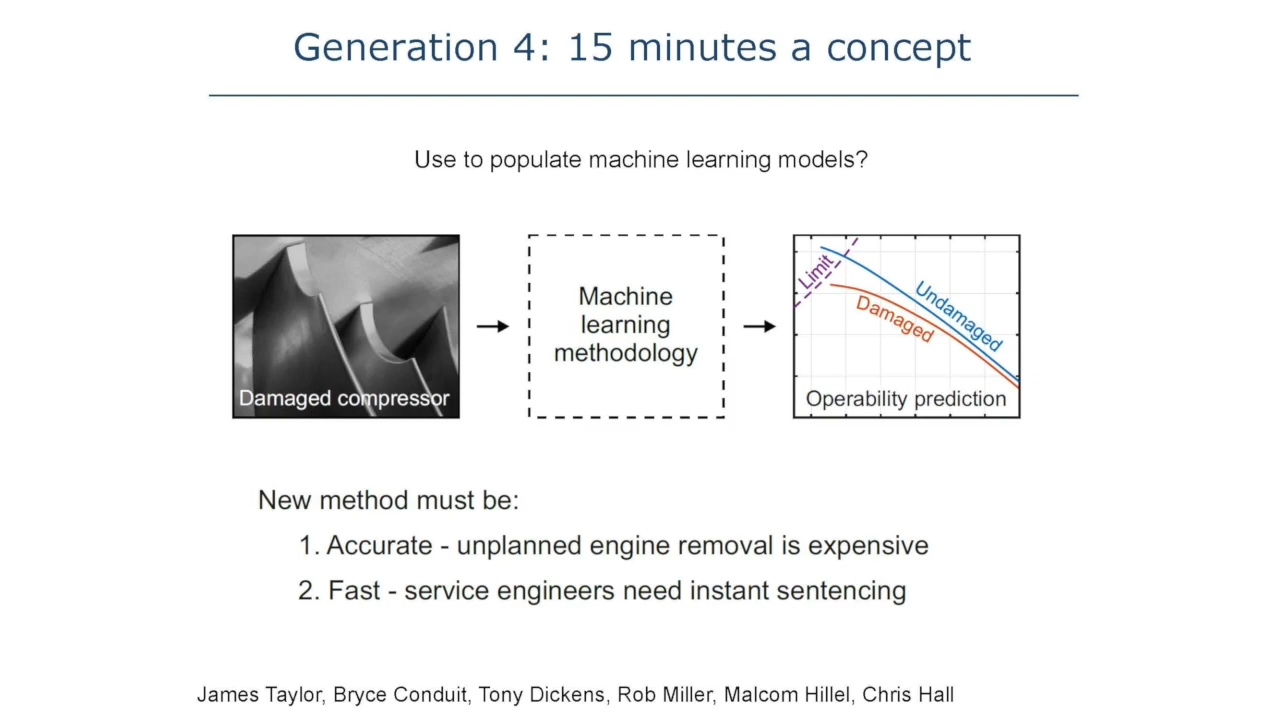 Generation 4: 15 minutes a concept
Use to populate machine learning models?
Damaged compressor
Machine
learning
methodology
Limit
Undamaged
Damaged
Operability prediction
New method must be:
1. Accurate - unplanned engine removal is expensive
2. Fast - service engineers need instant sentencing
James Taylor, Bryce Conduit, Tony Dickens, Rob Miller, Malcom Hillel, Chris Hall